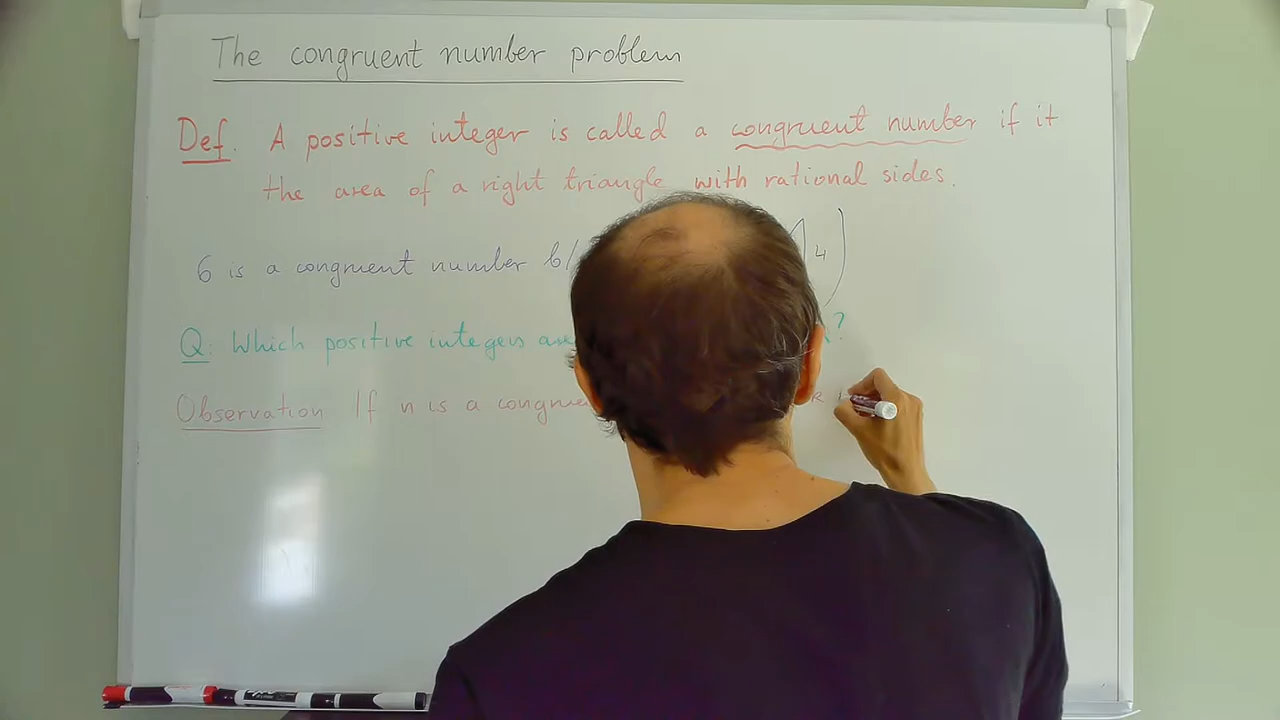 The congruent number problem
Def. A positive integer is called a congruent number if it
the area of a right triangle with rational sides.
6 is a congruent number b/
4
Q: Which positive integers are ?
Observation If n is a